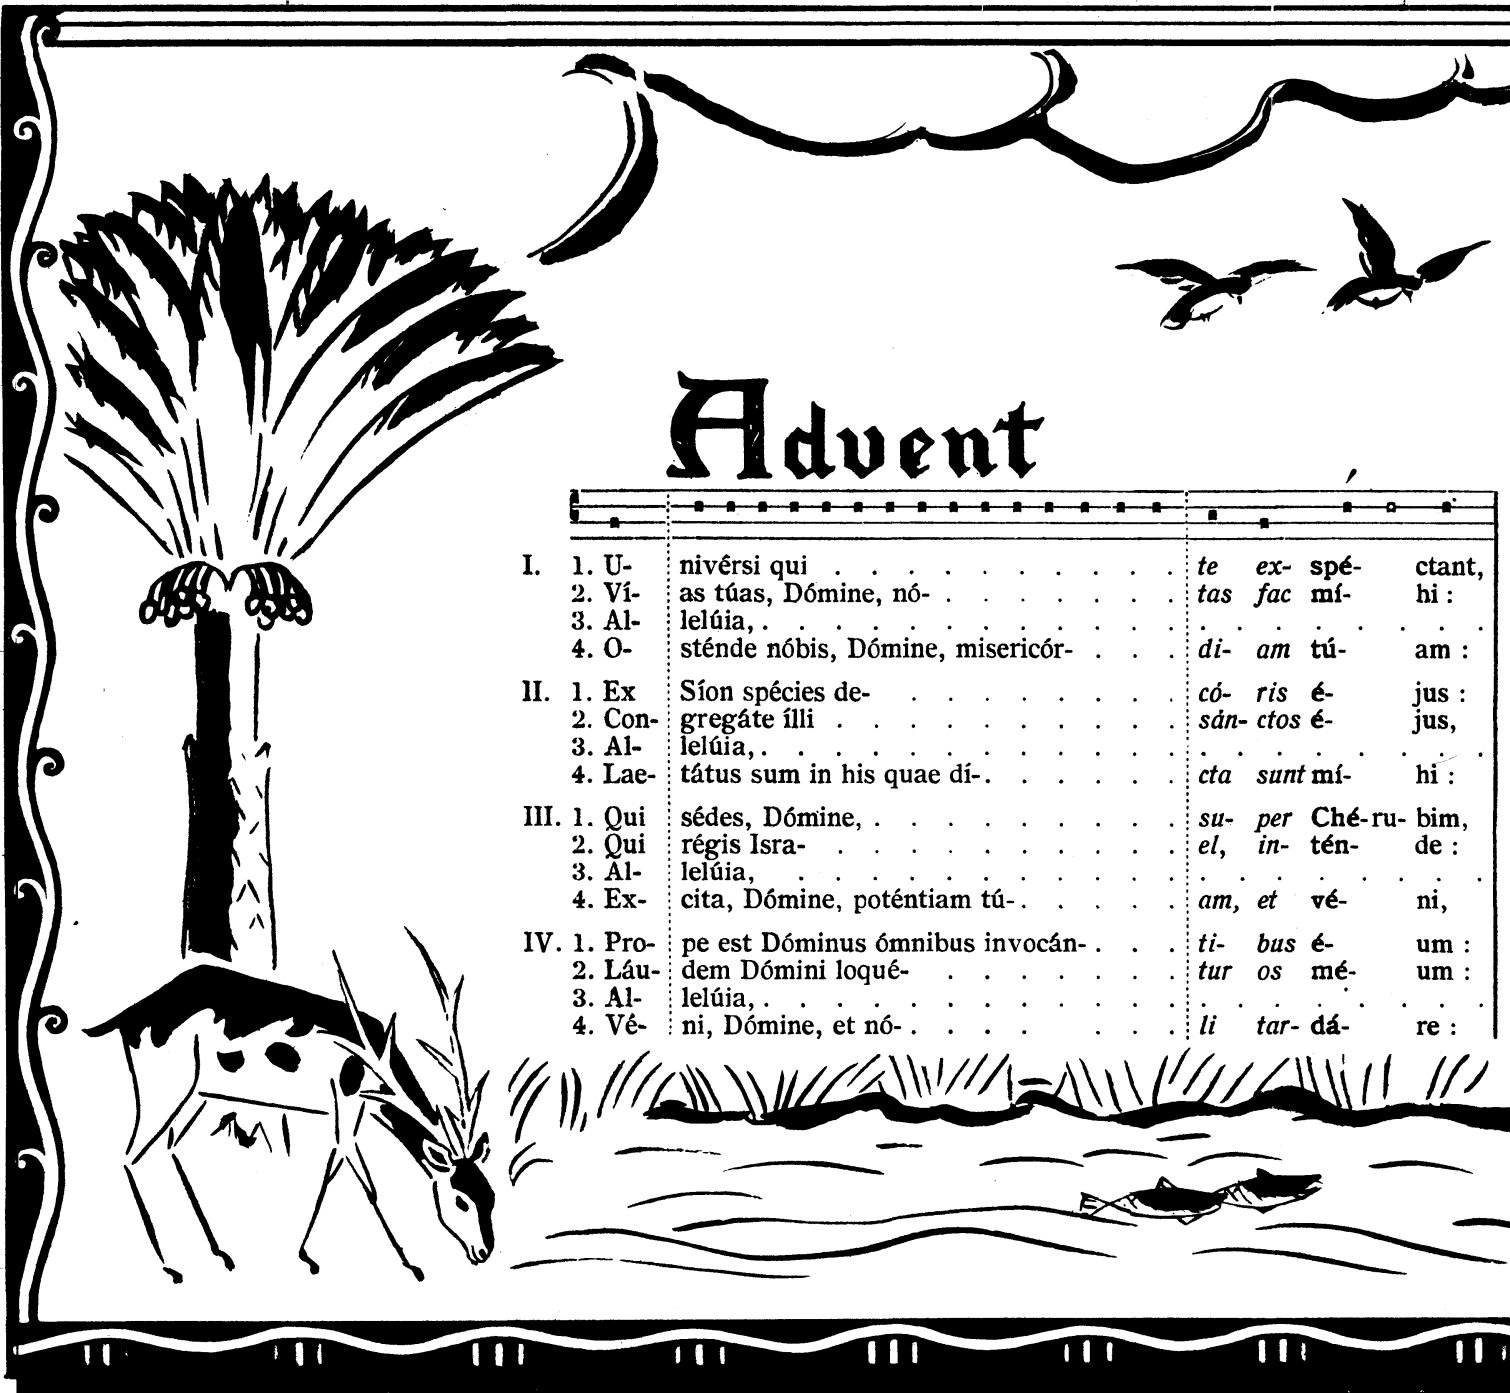 Advent
I. 1. U- nivérsi qui . . . . . . . . . . te ex- spé- ctant,
2. Ví- as túas, Dómine, nó- . . . . . . . tas fac mí- hi :
3. Al- lelúia, . . . . . . . . . . . . . . . . . . .
4. O- sténde nóbis, Dómine, misericór- . . . di- am tú- am :
II. 1. Ex Síon spécies de- . . . . . . . có- ris é- jus :
2. Con- gregáte ílli . . . . . . . . . . sán- ctos é- jus,
3. Al- lelúia, . . . . . . . . . . . . . . . . . . .
4. Lae- tátus sum in his quae dí- . . . . . . cta sunt mí- hi :
III. 1. Qui sédes, Dómine, . . . . . . . . . su- per Ché-ru- bim,
2. Qui régis Isra- . . . . . . . . . . el, in- tén- de :
3. Al- lelúia, . . . . . . . . . . . . . . . . . .
4. Ex- cita, Dómine, poténtiam tú- . . . . . am, et vé- ni,
IV. 1. Pro- pe est Dóminus ómnibus invocán- . . . ti- bus é- um :
2. Láu- dem Dómini loqué- . . . . . . . tur os mé- um :
3. Al- lelúia, . . . . . . . . . . . . . . . . . . .
4. Vé- ni, Dómine, et nó- . . . . . . . li tar- dá- re :